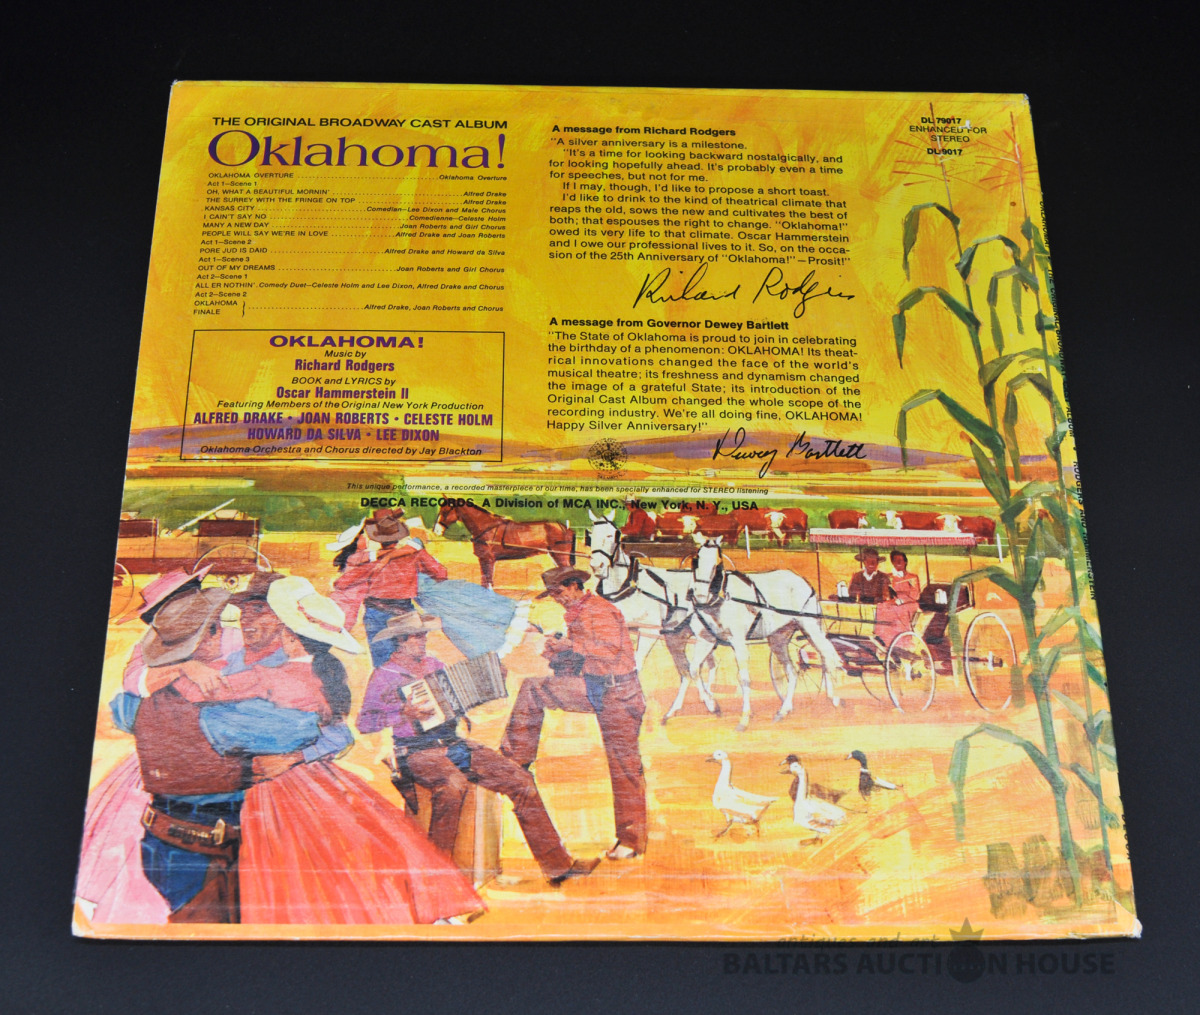 THE ORIGINAL BROADWAY CAST ALBUM
Oklahoma!
OKLAHOMA OVERTURE ........ Oklahoma Overture
Act 1—Scene 1
OH, WHAT A BEAUTIFUL MORNIN' ........ Alfred Drake
THE SURREY WITH THE FRINGE ON TOP ........ Alfred Drake
KANSAS CITY ........ Comedian—Lee Dixon and Male Chorus
I CAIN'T SAY NO ........ Comedienne—Celeste Holm
MANY A NEW DAY ........ Joan Roberts and Girl Chorus
PEOPLE WILL SAY WE'RE IN LOVE ........ Alfred Drake and Joan Roberts
Act 1—Scene 2
PORE JUD IS DAID ........ Alfred Drake and Howard da Silva
Act 1—Scene 3
OUT OF MY DREAMS ........ Joan Roberts and Girl Chorus
Act 2—Scene 1
ALL ER NOTHIN'. Comedy Duet—Celeste Holm and Lee Dixon, Alfred Drake and Chorus
Act 2—Scene 2
OKLAHOMA
FINALE ........ Alfred Drake, Joan Roberts and Chorus
OKLAHOMA!
Music by
Richard Rodgers
BOOK and LYRICS by
Oscar Hammerstein II
Featuring Members of the Original New York Production
ALFRED DRAKE • JOAN ROBERTS • CELESTE HOLM
HOWARD DA SILVA • LEE DIXON
Oklahoma Orchestra and Chorus directed by Jay Blackton
A message from Richard Rodgers
"A silver anniversary is a milestone.
"It's a time for looking backward nostalgically, and
for looking hopefully ahead. It's probably even a time
for speeches, but not for me.
If I may, though, I'd like to propose a short toast.
I'd like to drink to the kind of theatrical climate that
reaps the old, sows the new and cultivates the best of
both; that espouses the right to change. "Oklahoma!"
owed its very life to that climate. Oscar Hammerstein
and I owe our professional lives to it. So, on the occa-
sion of the 25th Anniversary of "Oklahoma!"—Prosit!"
Richard Rodgers
A message from Governor Dewey Bartlett
"The State of Oklahoma is proud to join in celebrating
the birthday of a phenomenon: OKLAHOMA! Its theat-
rical innovations changed the face of the world's
musical theatre; its freshness and dynamism changed
the image of a grateful State; its introduction of the
Original Cast Album changed the whole scope of the
recording industry. We're all doing fine, OKLAHOMA!
Happy Silver Anniversary!"
Dewey Bartlett
DL 79017
ENHANCED FOR
STEREO
DL 9017
This unique performance, a recorded masterpiece of our time, has been specially enhanced for STEREO listening
DECCA RECORDS, A Division of MCA INC., New York, N. Y., USA
antiques and art
BALTARS AUCTION HOUSE